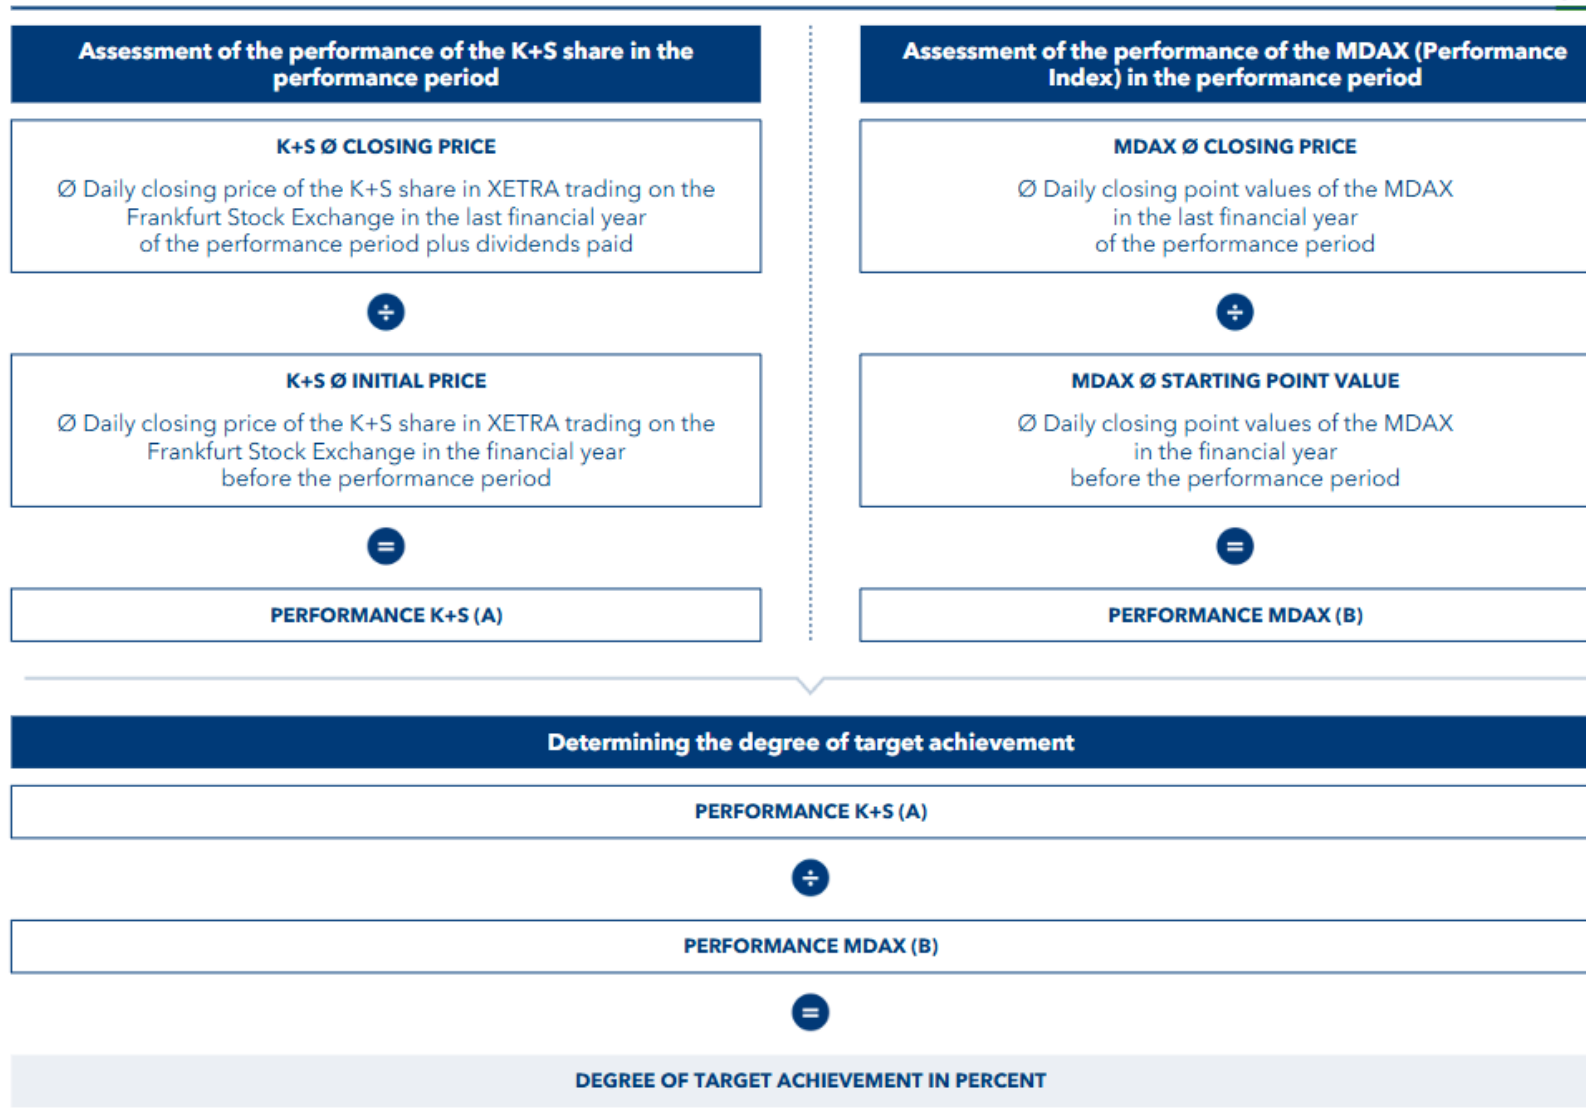 Assessment of the performance of the K+S share in the
performance period
K+S Ø CLOSING PRICE
Ø Daily closing price of the K+S share in XETRA trading on the
Frankfurt Stock Exchange in the last financial year
of the performance period plus dividends paid
÷
K+S Ø INITIAL PRICE
Ø Daily closing price of the K+S share in XETRA trading on the
Frankfurt Stock Exchange in the financial year
before the performance period
=
PERFORMANCE K+S (A)
Assessment of the performance of the MDAX (Performance
Index) in the performance period
MDAX Ø CLOSING PRICE
Ø Daily closing point values of the MDAX
in the last financial year
of the performance period
÷
MDAX Ø STARTING POINT VALUE
Ø Daily closing point values of the MDAX
in the financial year
before the performance period
=
PERFORMANCE MDAX (B)
Determining the degree of target achievement
PERFORMANCE K+S (A)
÷
PERFORMANCE MDAX (B)
=
DEGREE OF TARGET ACHIEVEMENT IN PERCENT